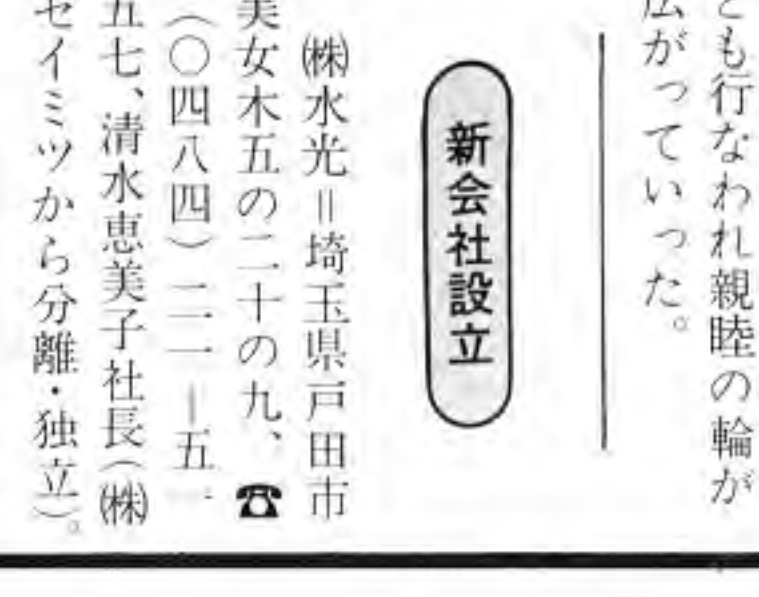 とも行なわれ親睦の輪が
広がっていった。
新会社設立
㈱水光＝埼玉県戸田市
美女木五の二十の九、☎
（〇四八四）二二一―五
五七、清水恵美子社長（㈱
セイミツから分離・独立）。